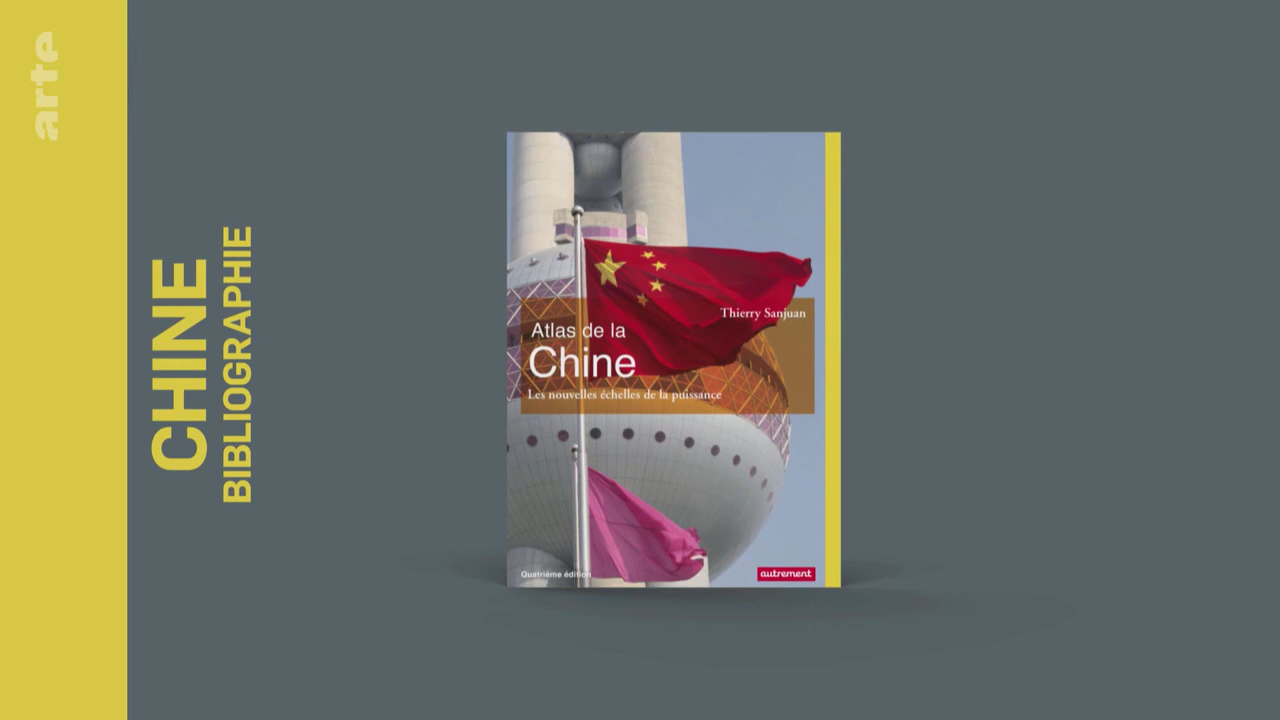 arte
CHINE
BIBLIOGRAPHIE
Thierry Sanjuan
Atlas de la
Chine
Les nouvelles échelles de la puissance
Quatrième édition
autrement